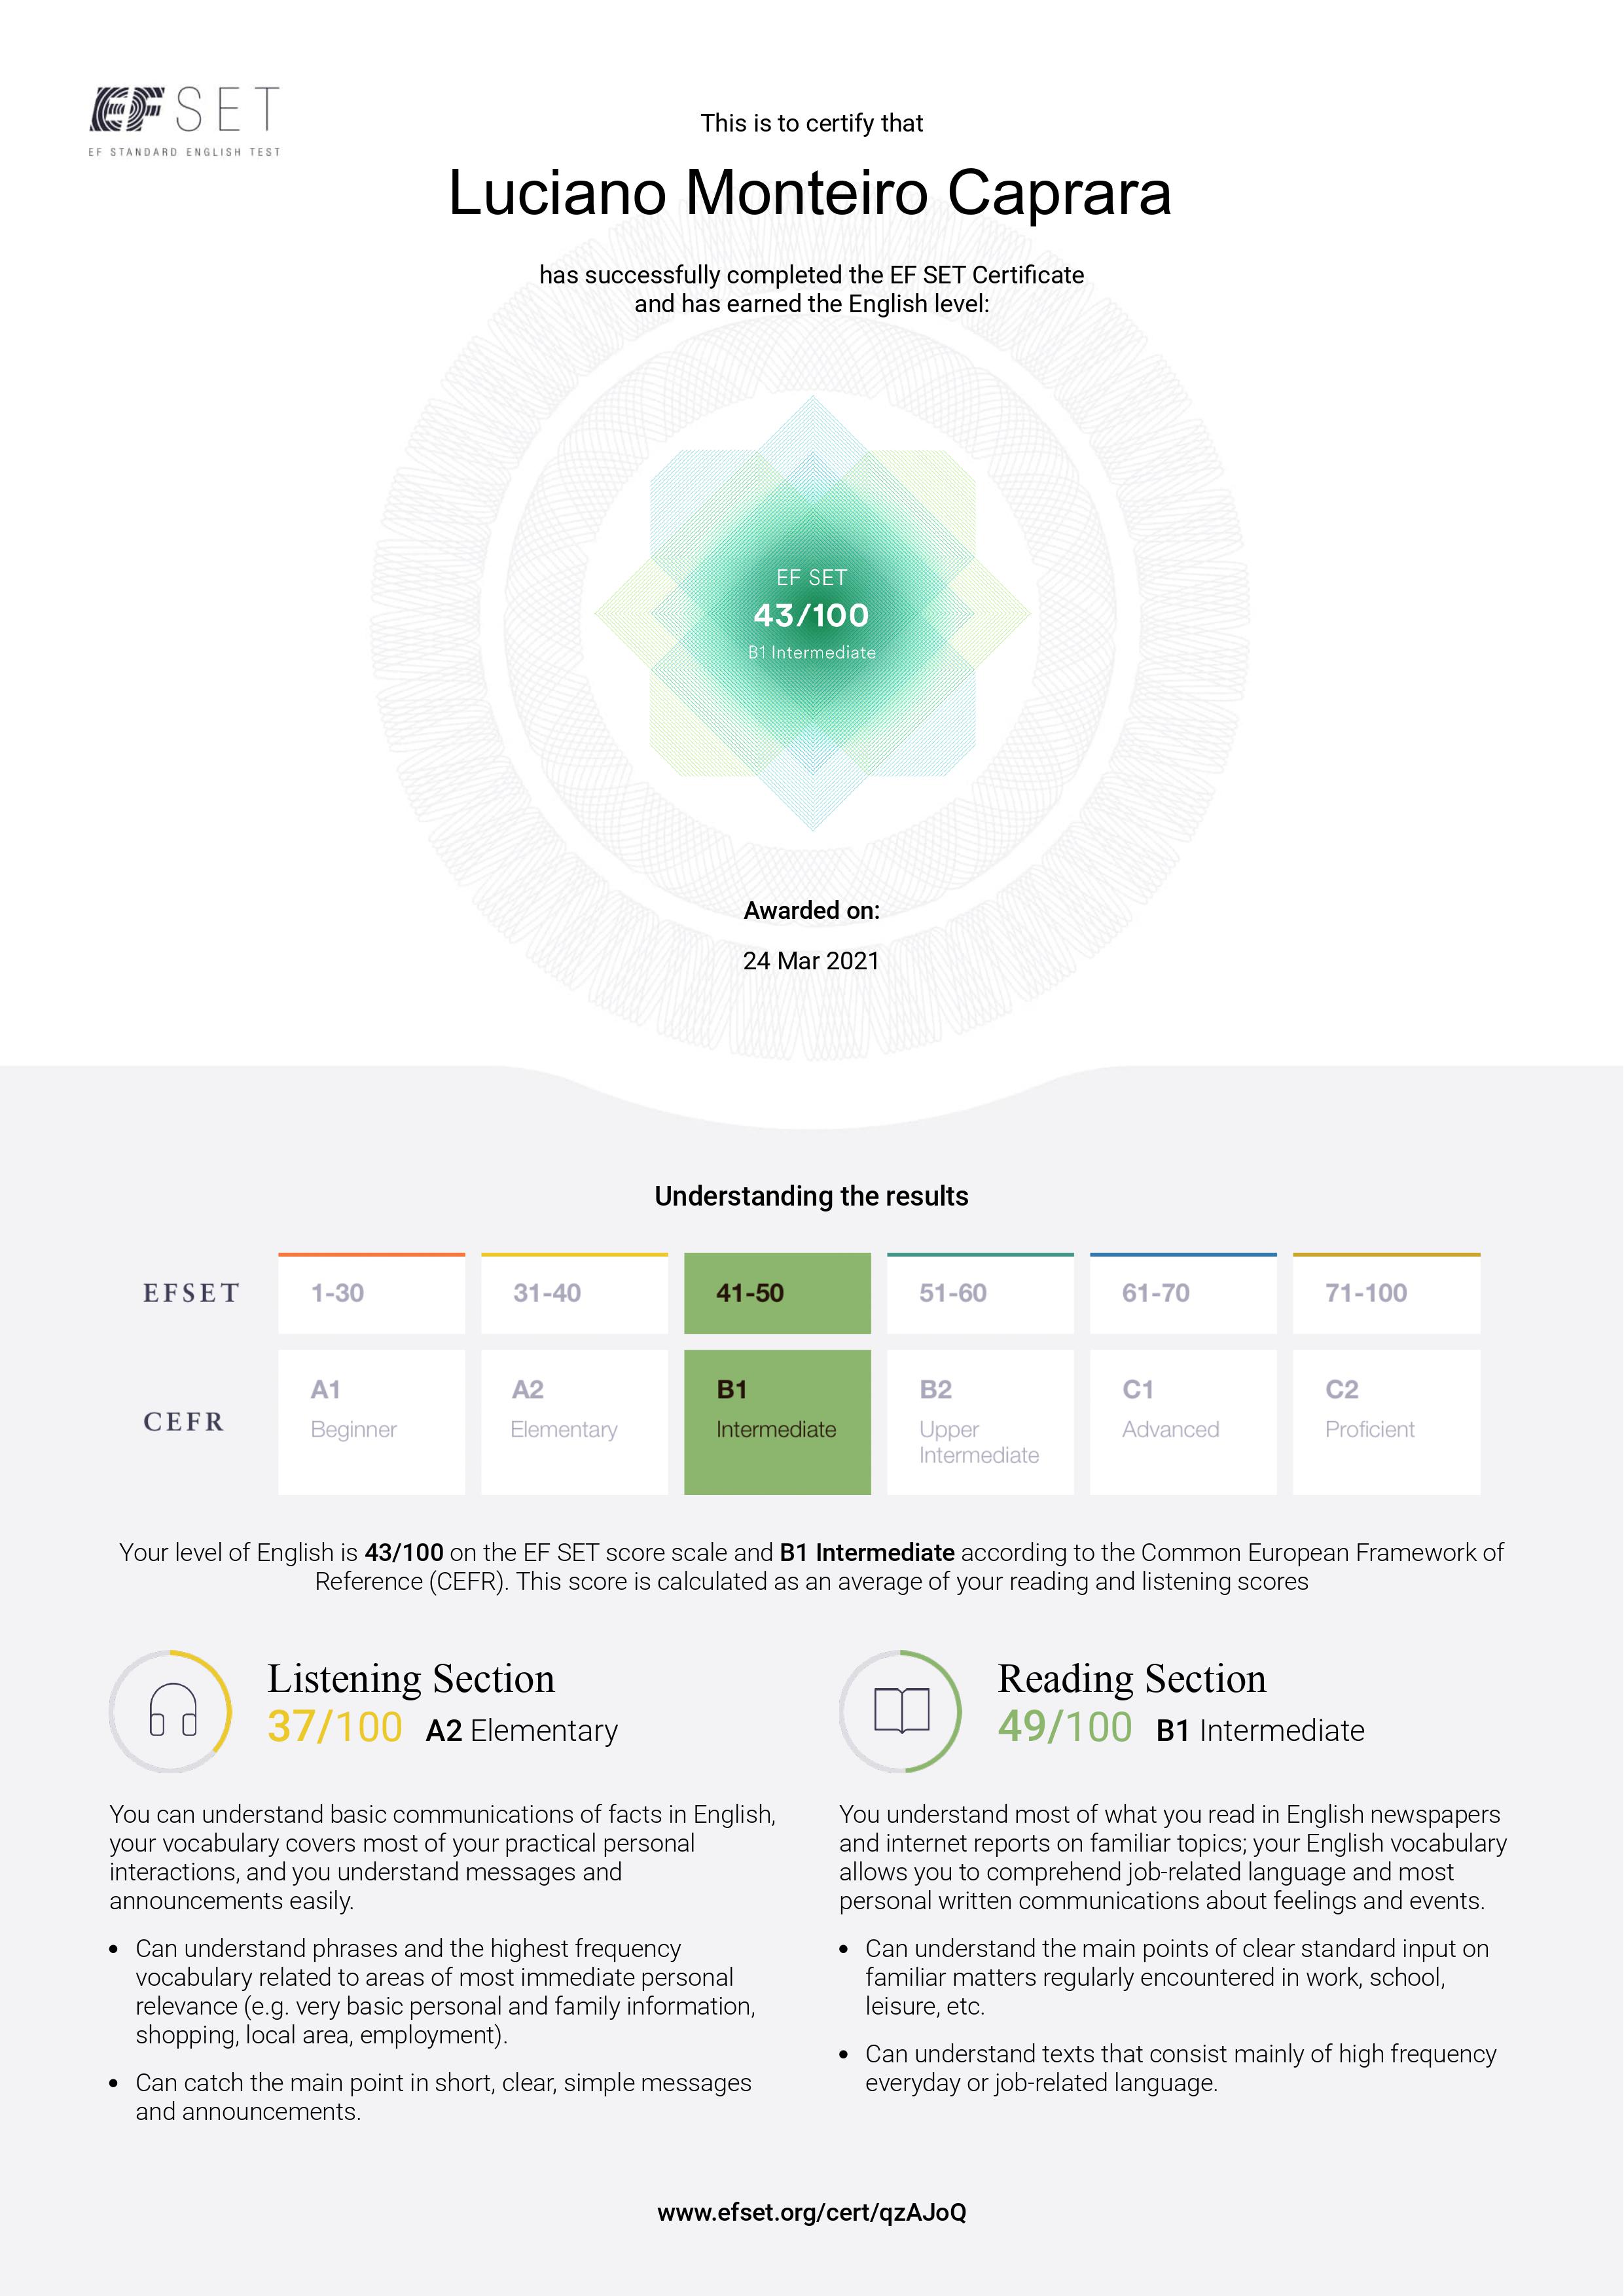 EF SET
EF STANDARD ENGLISH TEST
This is to certify that
Luciano Monteiro Caprara
has successfully completed the EF SET Certificate
and has earned the English level:
EF SET
43/100
B1 Intermediate
Awarded on:
24 Mar 2021
Understanding the results
EFSET 1-30 31-40 41-50 51-60 61-70 71-100
CEFR
A1 A2 B1 B2 C1 C2
Beginner Elementary Intermediate Upper Advanced Proficient
Intermediate
Your level of English is 43/100 on the EF SET score scale and B1 Intermediate according to the Common European Framework of
Reference (CEFR). This score is calculated as an average of your reading and listening scores
Listening Section
37/100 A2 Elementary
You can understand basic communications of facts in English,
your vocabulary covers most of your practical personal
interactions, and you understand messages and
announcements easily.
• Can understand phrases and the highest frequency
vocabulary related to areas of most immediate personal
relevance (e.g. very basic personal and family information,
shopping, local area, employment).
• Can catch the main point in short, clear, simple messages
and announcements.
Reading Section
49/100 B1 Intermediate
You understand most of what you read in English newspapers
and internet reports on familiar topics; your English vocabulary
allows you to comprehend job-related language and most
personal written communications about feelings and events.
• Can understand the main points of clear standard input on
familiar matters regularly encountered in work, school,
leisure, etc.
• Can understand texts that consist mainly of high frequency
everyday or job-related language.
www.efset.org/cert/qzAJoQ